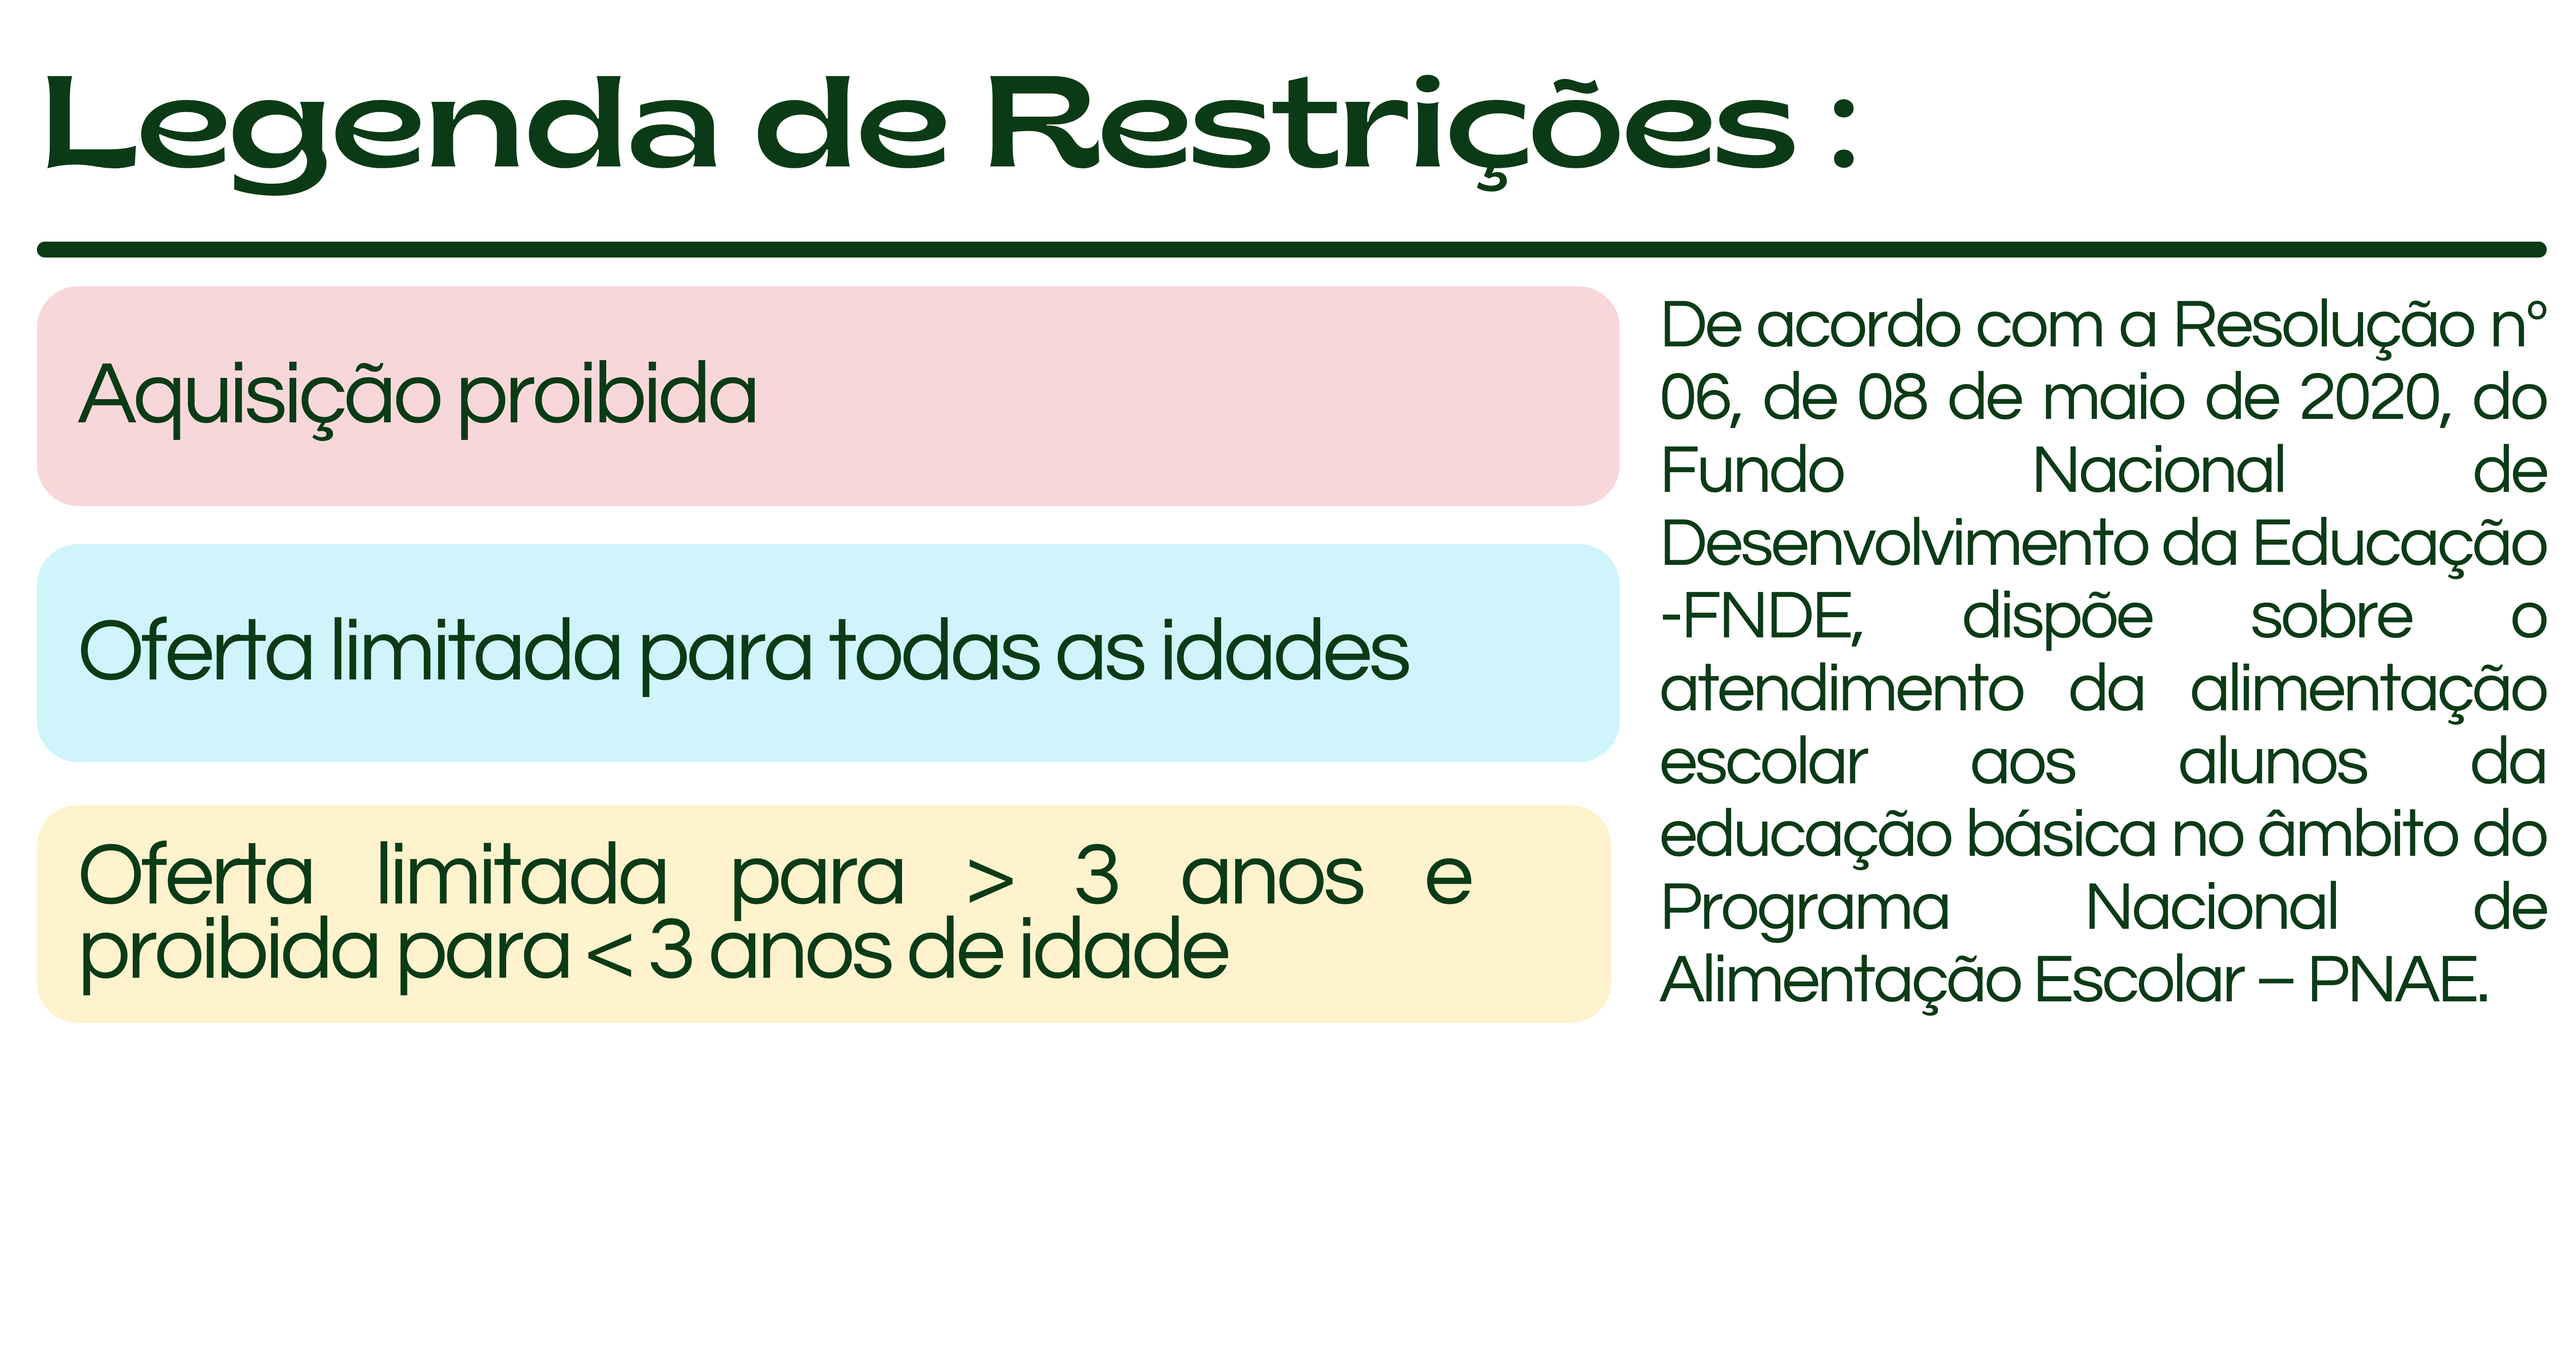 Legenda de Restrições :
Aquisição proibida
Oferta limitada para todas as idades
Oferta limitada para > 3 anos e
proibida para < 3 anos de idade
De acordo com a Resolução nº
06, de 08 de maio de 2020, do
Fundo Nacional de
Desenvolvimento da Educação
-FNDE, dispõe sobre o
atendimento da alimentação
escolar aos alunos da
educação básica no âmbito do
Programa Nacional de
Alimentação Escolar – PNAE.